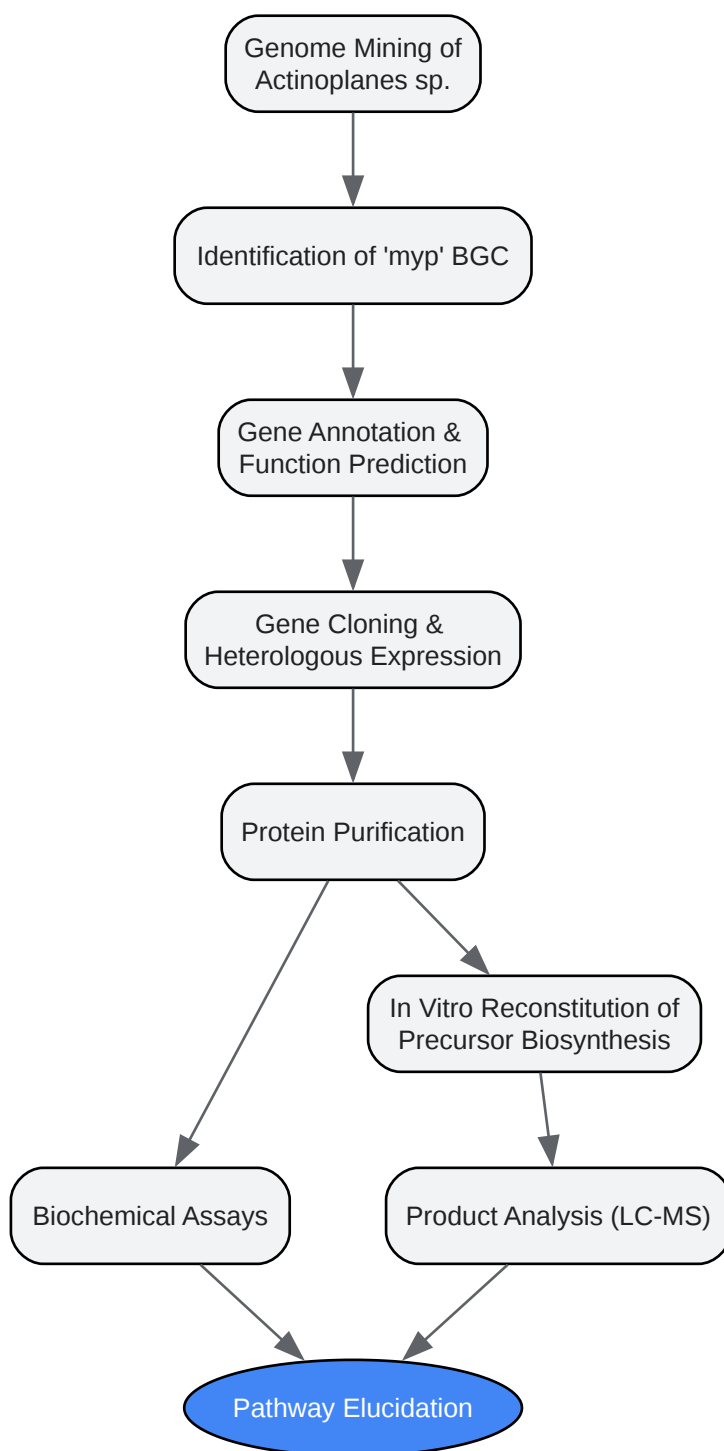 Genome Mining of
Actinoplanes sp.
Identification of 'myp' BGC
Gene Annotation &
Function Prediction
Gene Cloning &
Heterologous Expression
Protein Purification
In Vitro Reconstitution of
Precursor Biosynthesis
Biochemical Assays
Product Analysis (LC-MS)
Pathway Elucidation